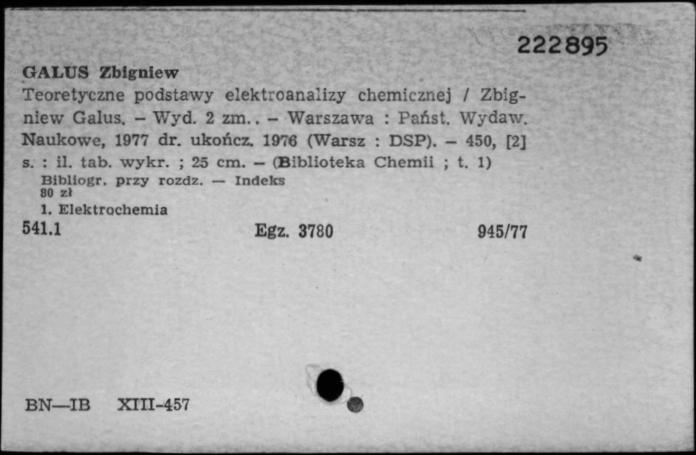 222895
GALUS Zbigniew
Teoretyczne podstawy elektroanalizy chemicznej / Zbig-
niew Galus. – Wyd. 2 zm.. – Warszawa : Państ. Wydaw.
Naukowe, 1977 dr. ukończ. 1976 (Warsz : DSP). – 450, [2]
s. : il. tab. wykr. ; 25 cm. – (Biblioteka Chemii ; t. 1)
Bibliogr. przy rozdz. — Indeks
80 zł
1. Elektrochemia
541.1 Egz. 3780 945/77
BN—IB XIII-457